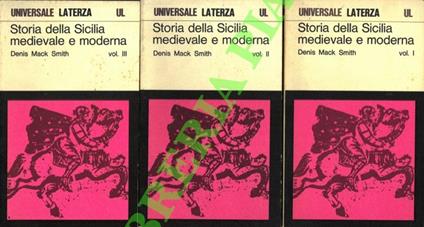 UNIVERSALE LATERZA UL
Storia della Sicilia
medievale e moderna
Denis Mack Smith vol. III
UNIVERSALE LATERZA UL
Storia della Sicilia
medievale e moderna
Denis Mack Smith vol. II
UNIVERSALE LATERZA UL
Storia della Sicilia
medievale e moderna
Denis Mack Smith vol. I